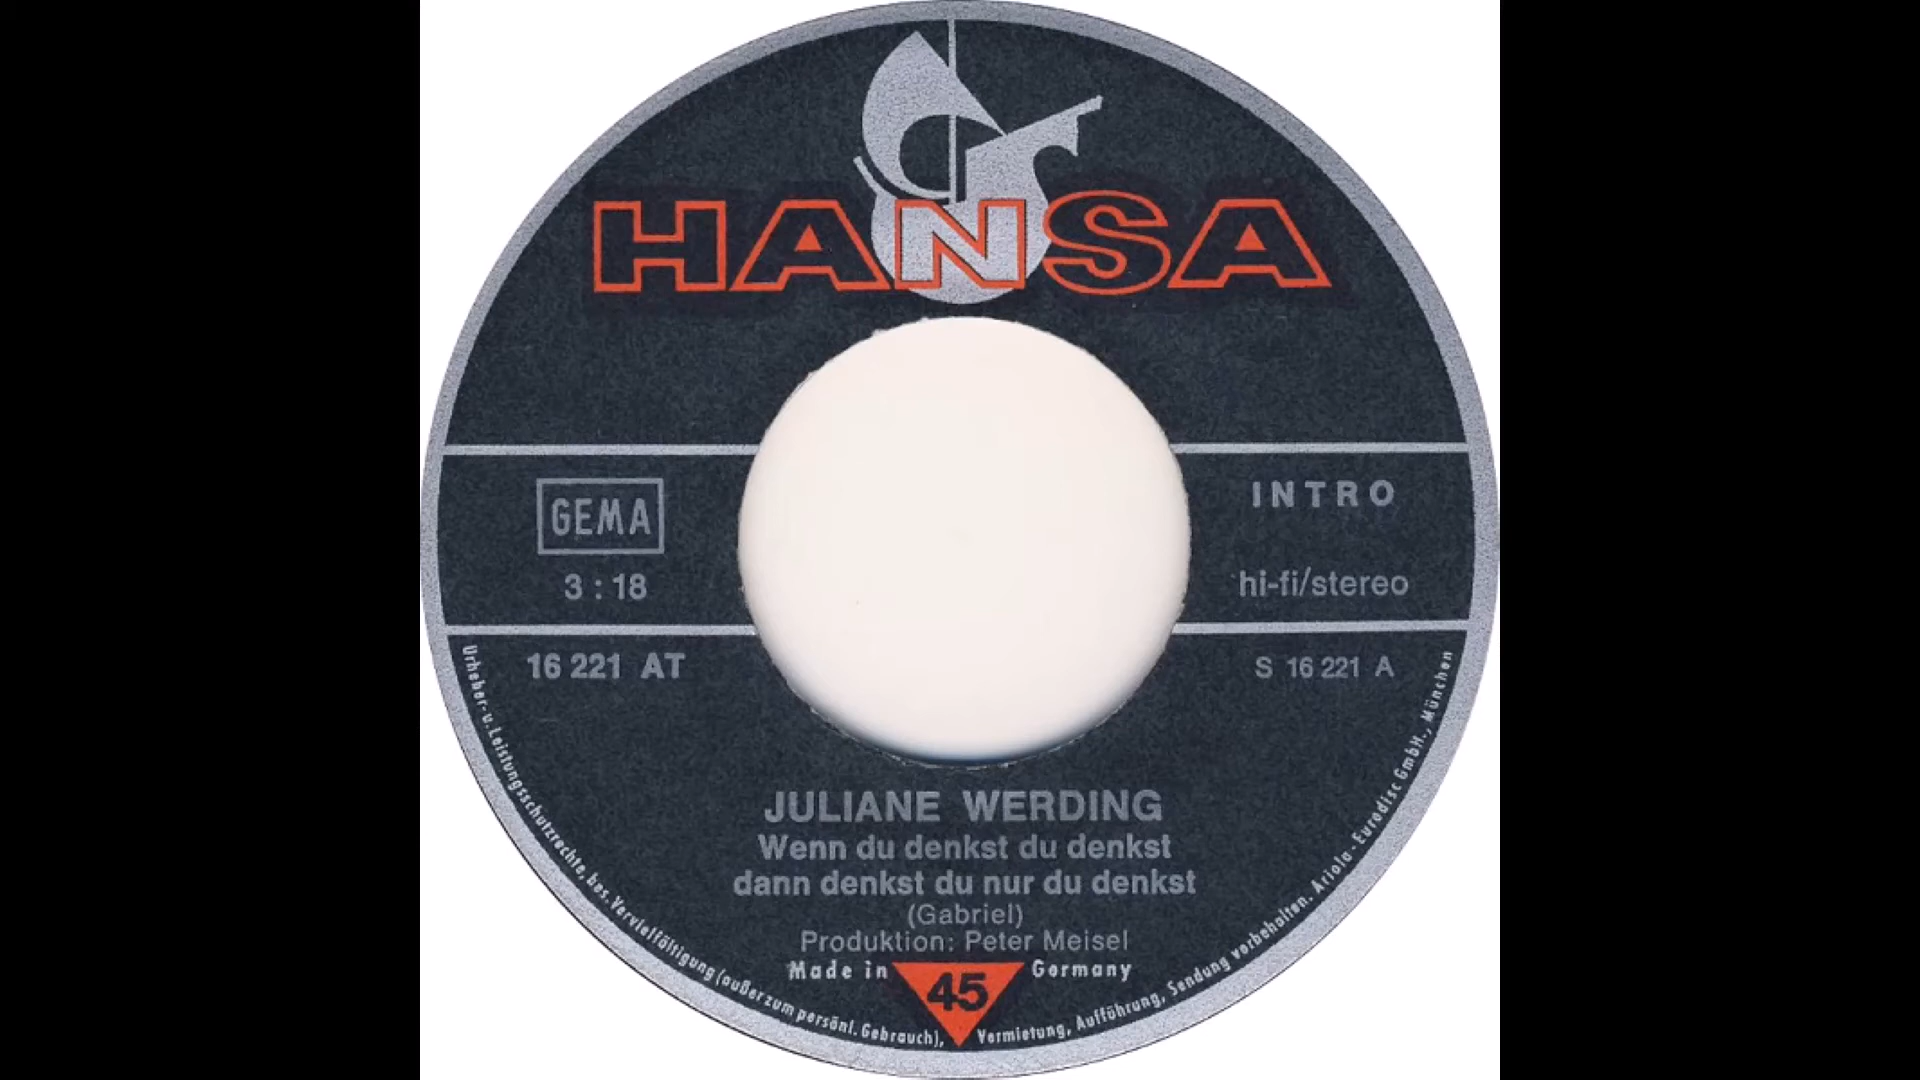 HANSA
GEMA
3 : 18
INTRO
hi-fi/stereo
16 221 AT
S 16 221 A
JULIANE WERDING
Wenn du denkst du denkst
dann denkst du nur du denkst
(Gabriel)
Produktion: Peter Meisel
Made in Germany
45
Urheber- u. Leistungsschutzrechte, bes. Vervielfältigung (außer zum persönl. Gebrauch), Vermietung, Aufführung, Sendung vorbehalten. Ariola - Eurodisc GmbH., München